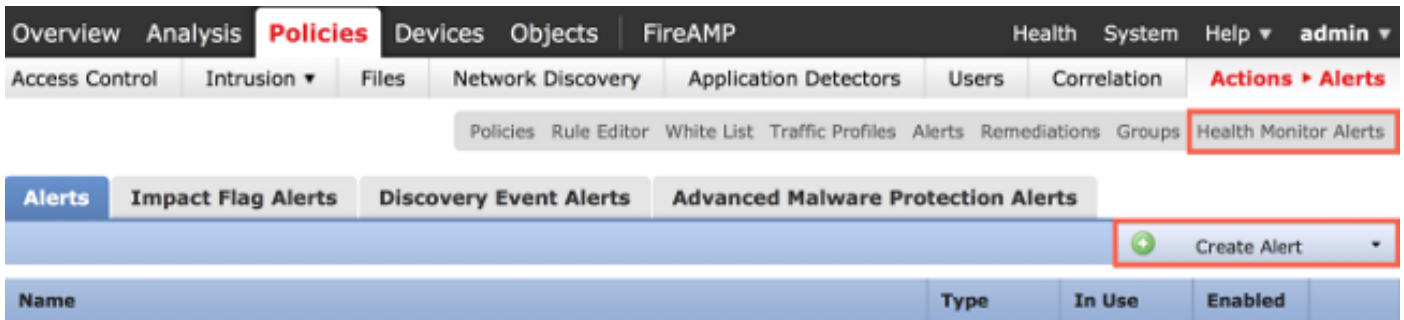 Overview Analysis Policies Devices Objects FireAMP Health System Help ▼ admin ▼
Access Control Intrusion ▼ Files Network Discovery Application Detectors Users Correlation Actions ▸ Alerts
Policies Rule Editor White List Traffic Profiles Alerts Remediations Groups Health Monitor Alerts
Alerts Impact Flag Alerts Discovery Event Alerts Advanced Malware Protection Alerts
Create Alert
Name Type In Use Enabled